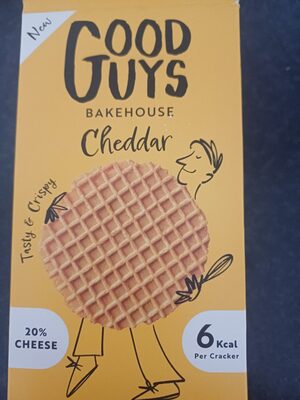 New
GOOD
GUYS
BAKEHOUSE
Cheddar
Tasty & Crispy
20%
CHEESE
6 Kcal
Per Cracker